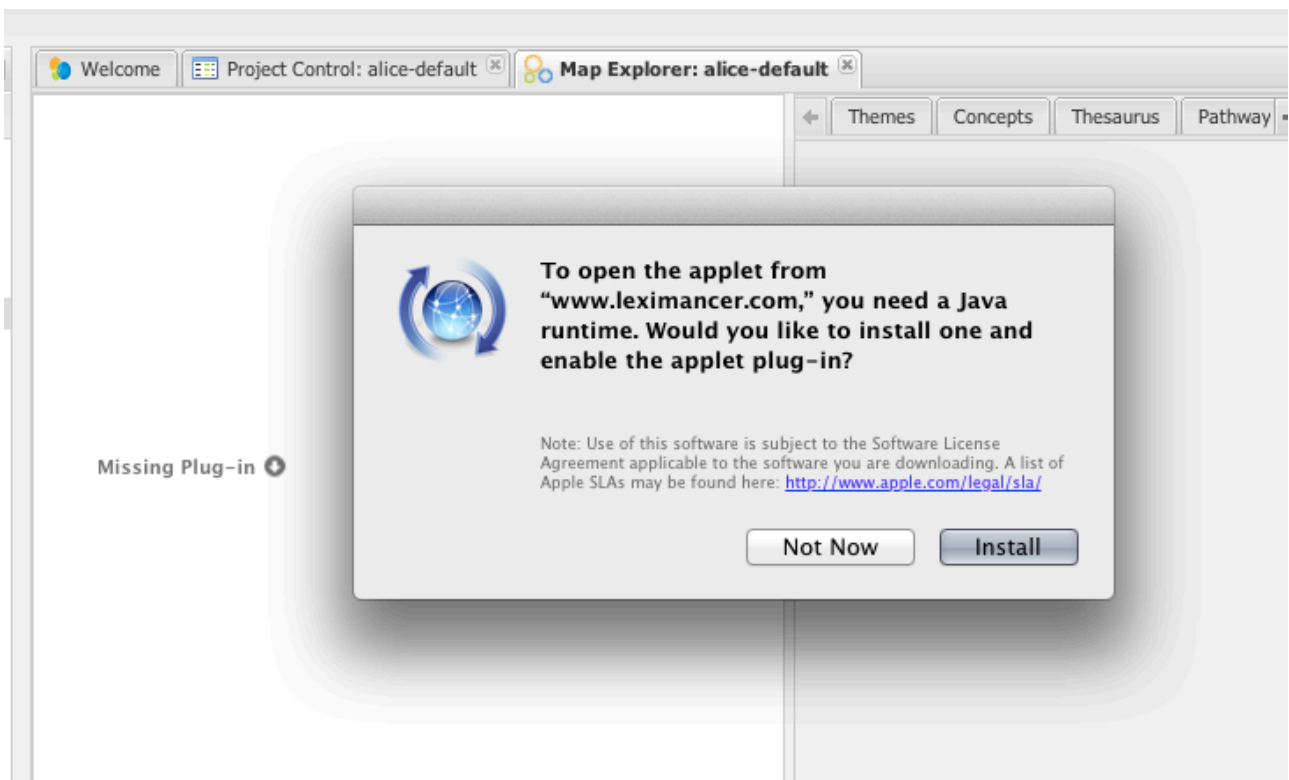 Welcome
Project Control: alice-default
Map Explorer: alice-default
Themes
Concepts
Thesaurus
Pathway
To open the applet from
“www.leximancer.com,” you need a Java
runtime. Would you like to install one and
enable the applet plug-in?
Note: Use of this software is subject to the Software License
Agreement applicable to the software you are downloading. A list of
Apple SLAs may be found here: http://www.apple.com/legal/sla/
Missing Plug-in
Not Now
Install